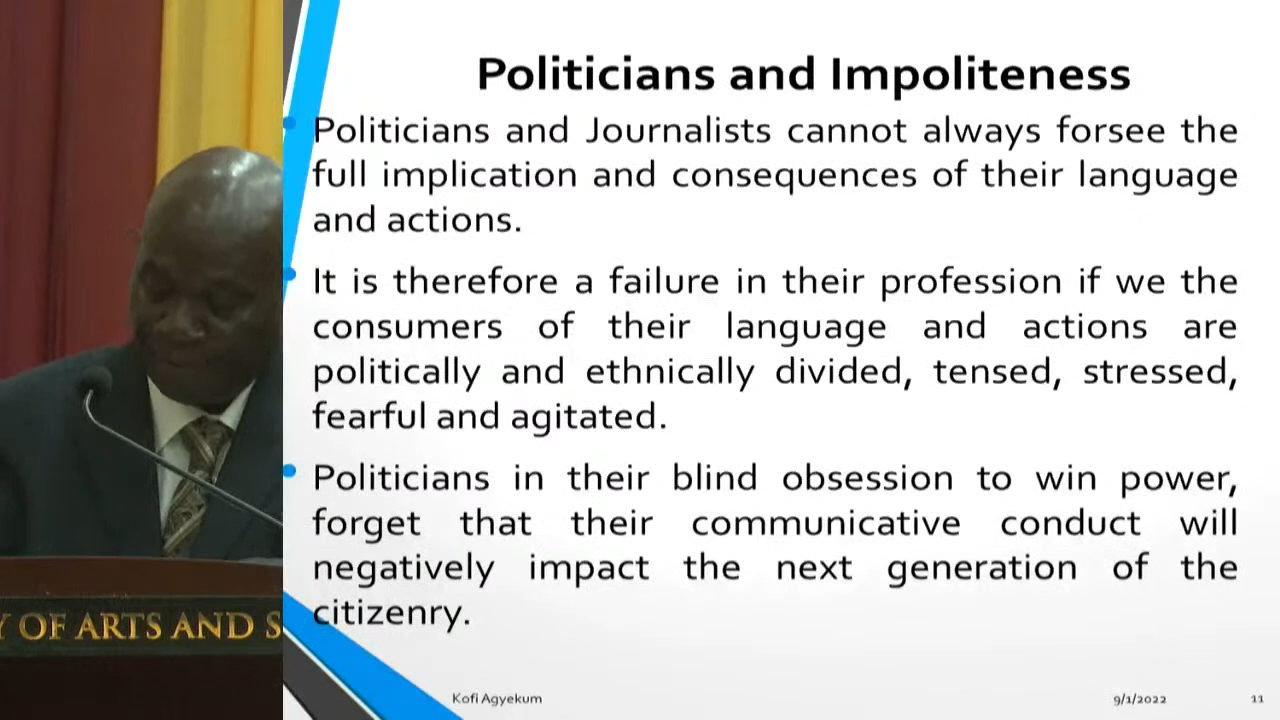 Politicians and Impoliteness
Politicians and Journalists cannot always forsee the
full implication and consequences of their language
and actions.
It is therefore a failure in their profession if we the
consumers of their language and actions are
politically and ethnically divided, tensed, stressed,
fearful and agitated.
Politicians in their blind obsession to win power,
forget that their communicative conduct will
negatively impact the next generation of the
citizenry.
Y OF ARTS AND S
Kofi Agyekum
9/1/2022
11